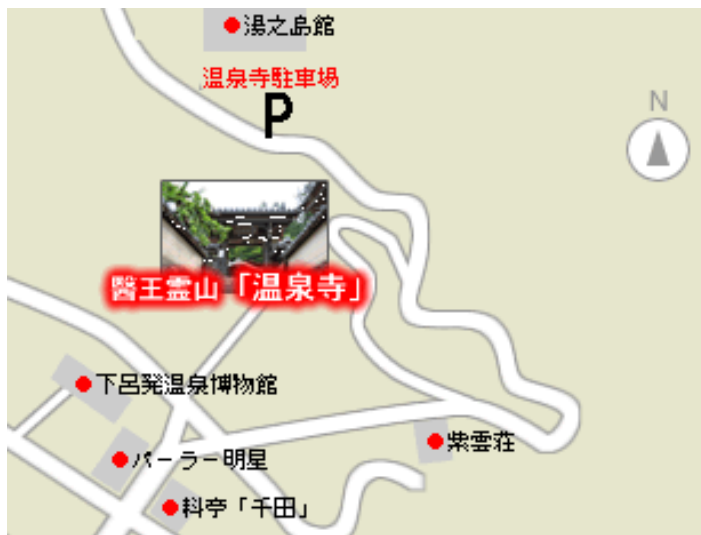 湯之島館
温泉寺駐車場
P
N
醫王霊山「温泉寺」
下呂発温泉博物館
パーラー明星
紫雲荘
料亭「千田」